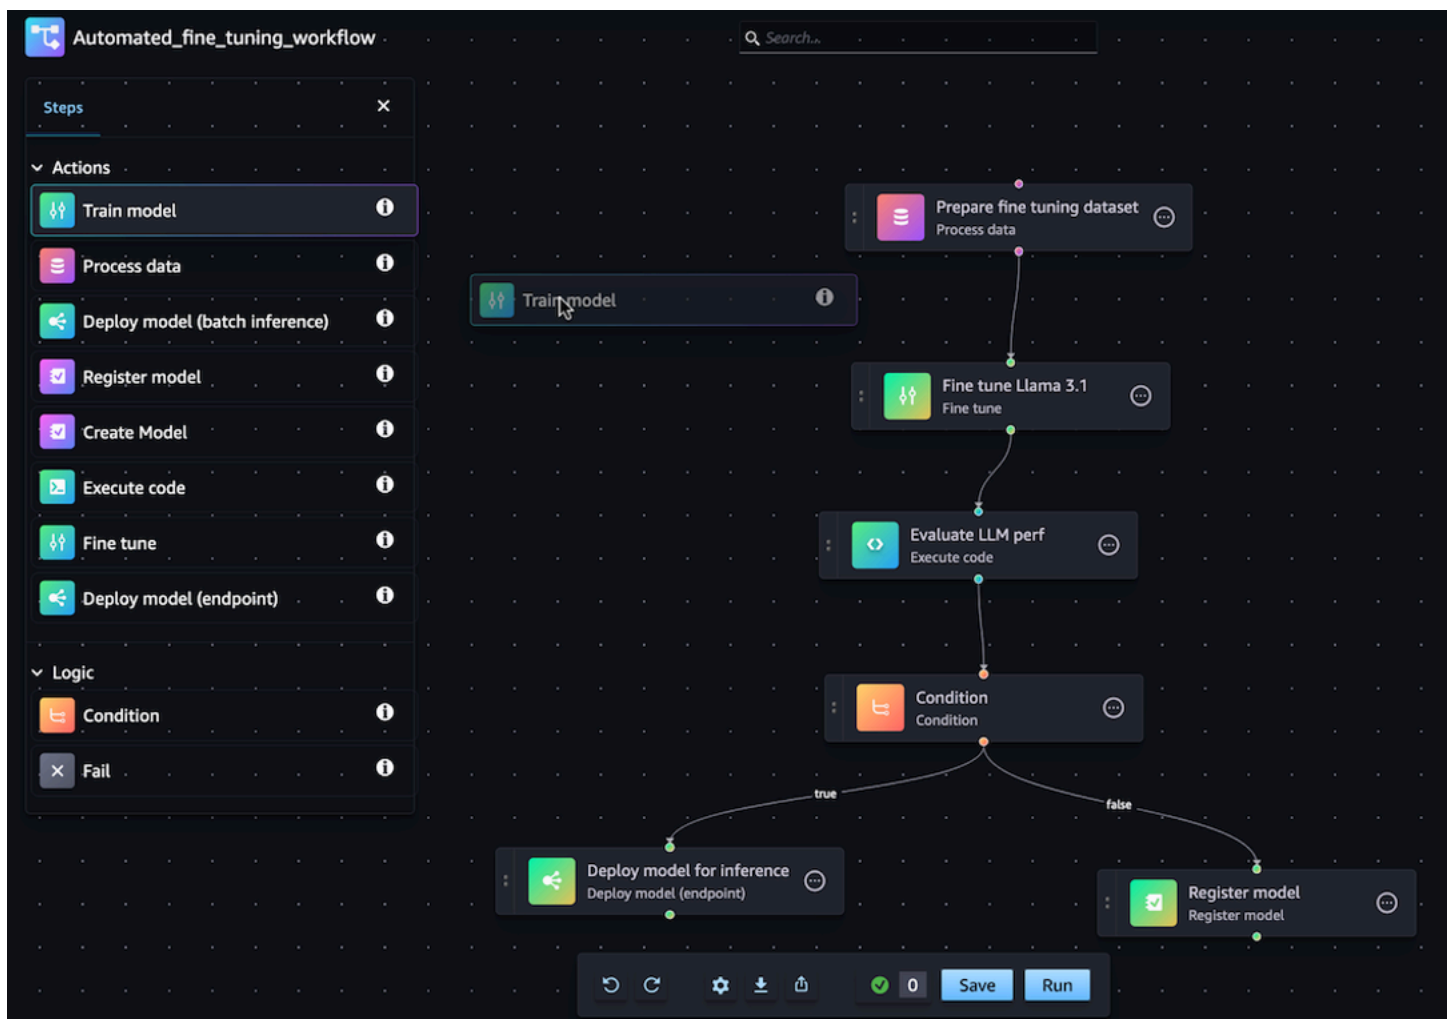 Automated_fine_tuning_workflow
Search...
Steps
Actions
Train model
Process data
Deploy model (batch inference)
Register model
Create Model
Execute code
Fine tune
Deploy model (endpoint)
Logic
Condition
Fail
Train model
Prepare fine tuning dataset
Process data
Fine tune Llama 3.1
Fine tune
Evaluate LLM perf
Execute code
Condition
Condition
true
false
Deploy model for inference
Deploy model (endpoint)
Register model
Register model
0
Save
Run